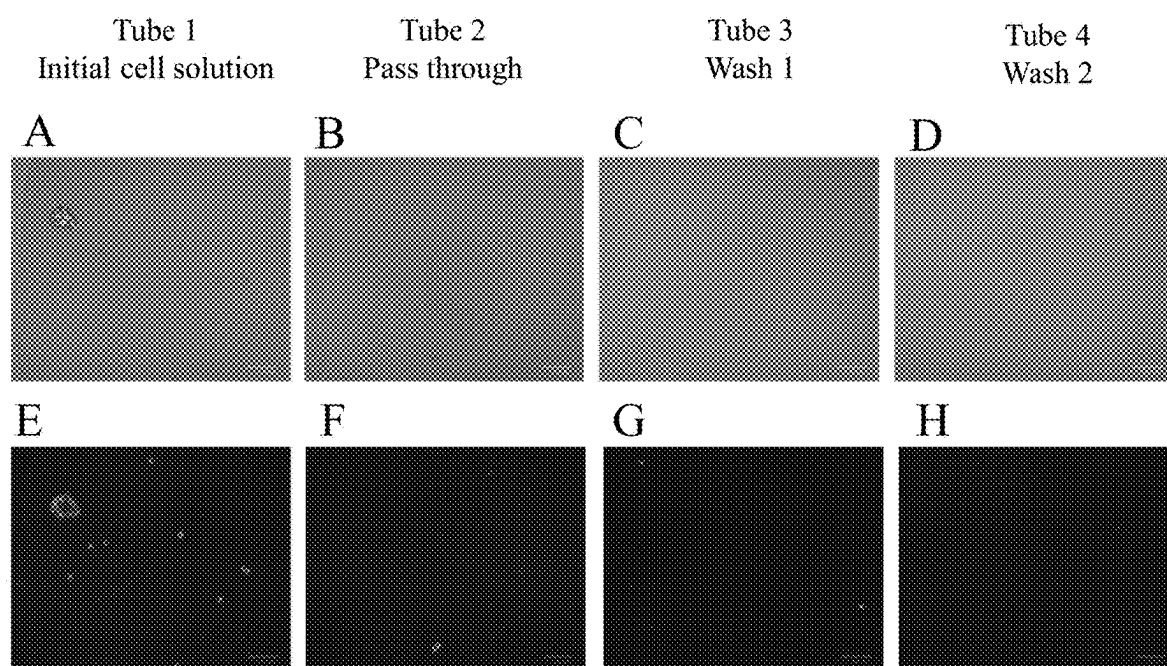 Tube 1
Initial cell solution
Tube 2
Pass through
Tube 3
Wash 1
Tube 4
Wash 2
A
B
C
D
E
F
G
H